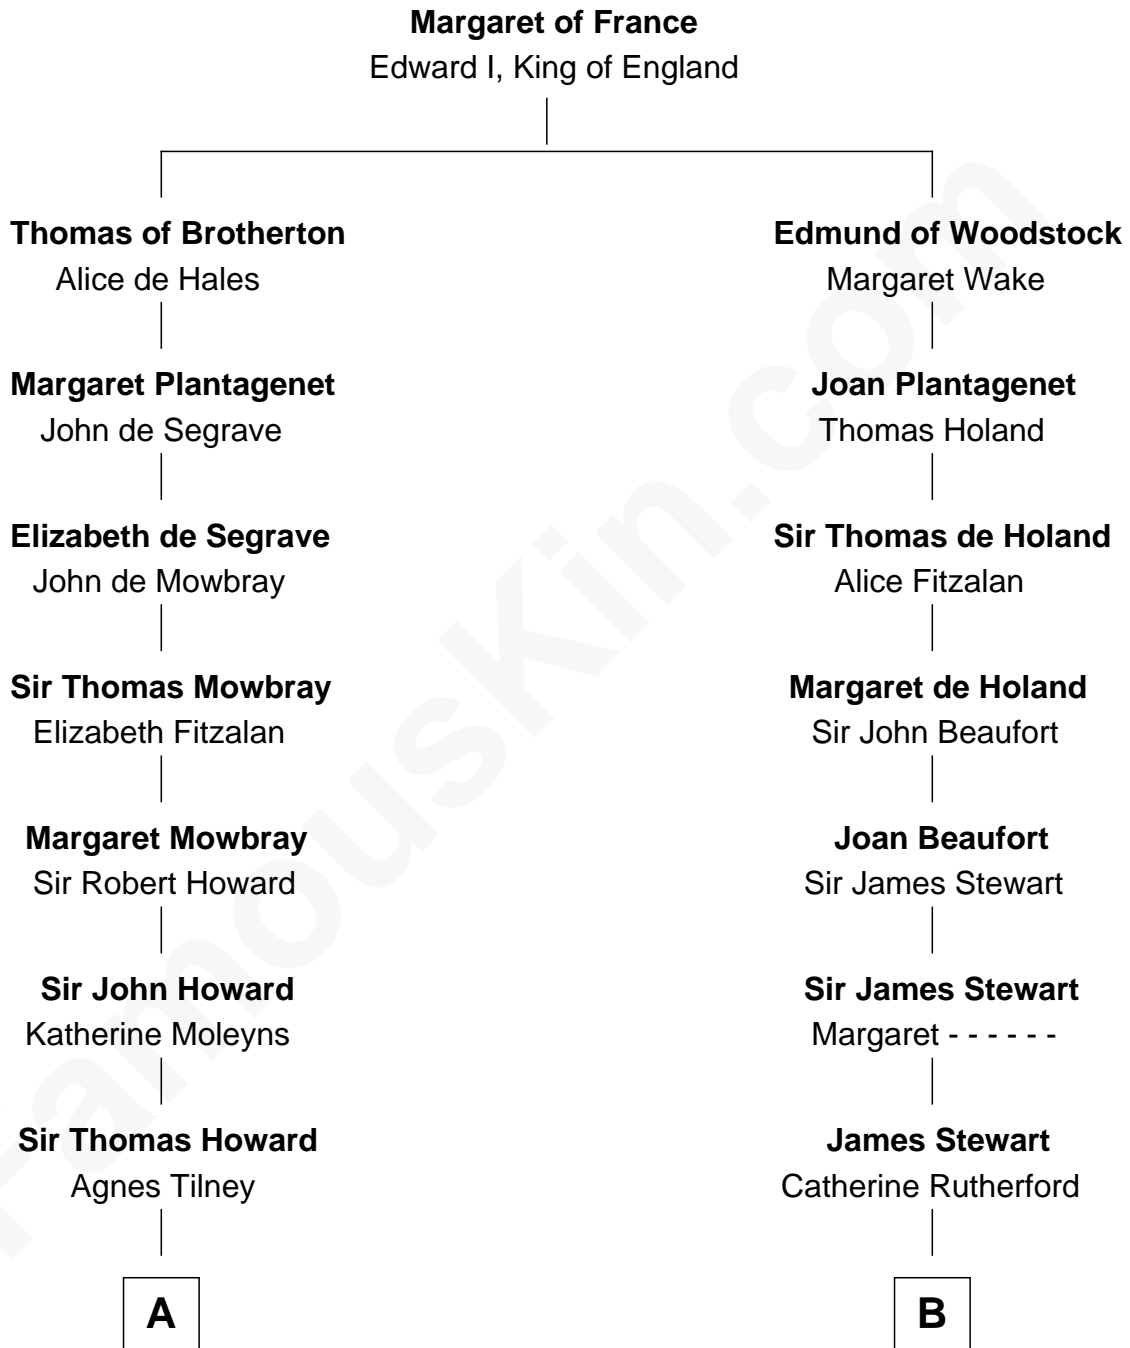 Margaret of France
Edward I, King of England
Thomas of Brotherton
Alice de Hales
Edmund of Woodstock
Margaret Wake
Margaret Plantagenet
John de Segrave
Joan Plantagenet
Thomas Holand
Elizabeth de Segrave
John de Mowbray
Sir Thomas de Holand
Alice Fitzalan
Sir Thomas Mowbray
Elizabeth Fitzalan
Margaret de Holand
Sir John Beaufort
Margaret Mowbray
Sir Robert Howard
Joan Beaufort
Sir James Stewart
Sir John Howard
Katherine Moleyns
Sir James Stewart
Margaret - - - - - -
Sir Thomas Howard
Agnes Tilney
James Stewart
Catherine Rutherford
A
B
FamousKin.com